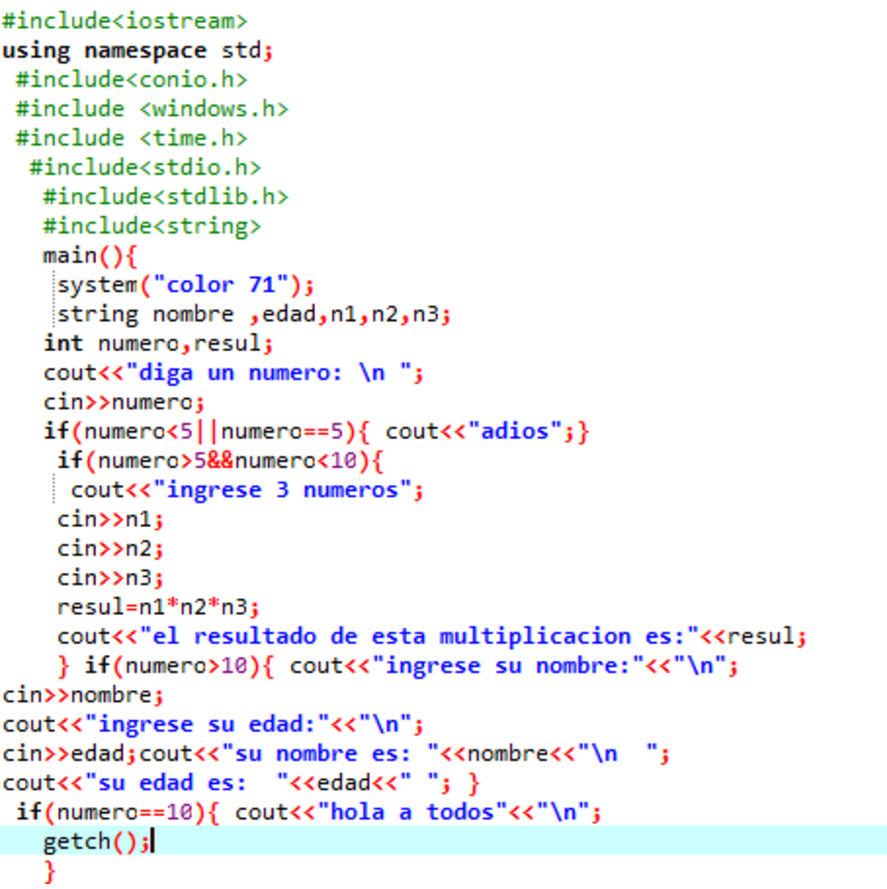 #include<iostream>
using namespace std;
#include<conio.h>
#include <windows.h>
#include <time.h>
#include<stdio.h>
#include<stdlib.h>
#include<string>
main(){
system("color 71");
string nombre ,edad,n1,n2,n3;
int numero,resul;
cout<<"diga un numero: \n ";
cin>>numero;
if(numero<5||numero==5){ cout<<"adios";}
if(numero>5&&numero<10){
cout<<"ingrese 3 numeros";
cin>>n1;
cin>>n2;
cin>>n3;
resul=n1*n2*n3;
cout<<"el resultado de esta multiplicacion es:"<<resul;
} if(numero>10){ cout<<"ingrese su nombre:"<<"\n";
cin>>nombre;
cout<<"ingrese su edad:"<<"\n";
cin>>edad;cout<<"su nombre es: "<<nombre<<"\n  ";
cout<<"su edad es:  "<<edad<<" "; }
if(numero==10){ cout<<"hola a todos"<<"\n";
getch();
}